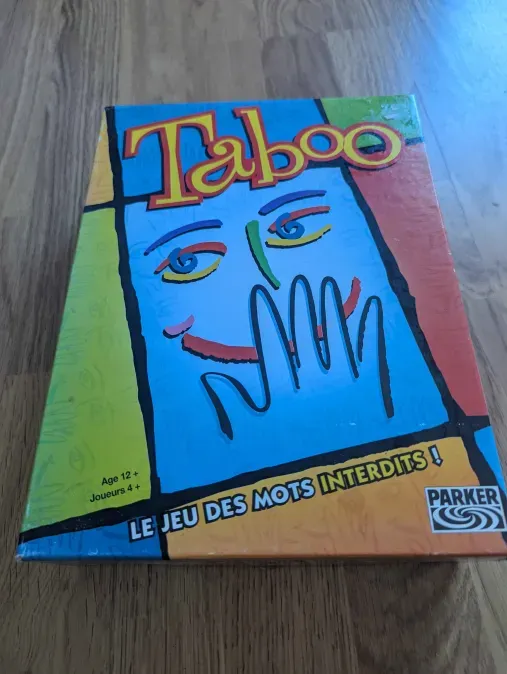 Taboo
Age 12 +
Joueurs 4 +
LE JEU DES MOTS INTERDITS !
PARKER